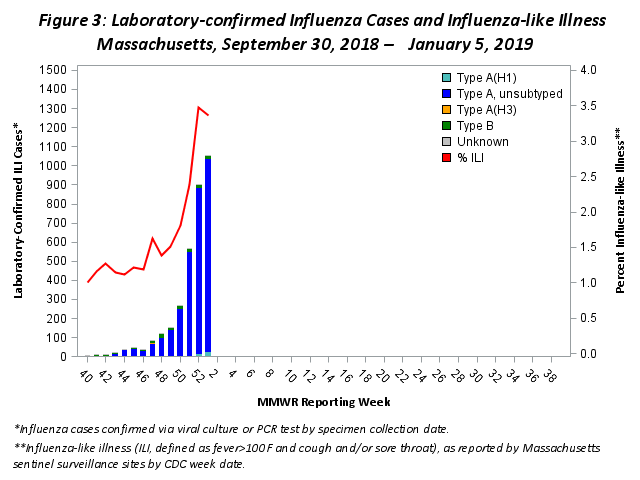 Figure 3: Laboratory-confirmed Influenza Cases and Influenza-like Illness
Massachusetts, September 30, 2018 – January 5, 2019
1500
1400
1300
1200
1100
1000
900
800
700
600
500
400
300
200
100
0
Laboratory-Confirmed ILI Cases*
Type A(H1)
Type A, unsubtyped
Type A(H3)
Type B
Unknown
% ILI
4.0
3.5
3.0
2.5
2.0
1.5
1.0
0.5
0.0
Percent Influenza-like Illness**
40 42 44 46 48 50 52 2 4 6 8 10 12 14 16 18 20 22 24 26 28 30 32 34 36 38
MMWR Reporting Week
*Influenza cases confirmed via viral culture or PCR test by specimen collection date.
**Influenza-like illness (ILI, defined as fever>100 F and cough and/or sore throat), as reported by Massachusetts
sentinel surveillance sites by CDC week date.